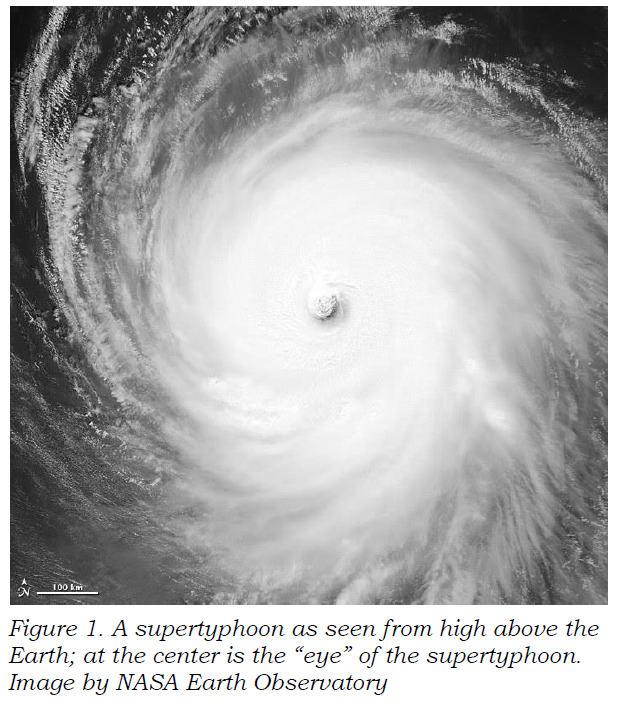 N
100 km
Figure 1. A supertyphoon as seen from high above the
Earth; at the center is the “eye” of the supertyphoon.
Image by NASA Earth Observatory